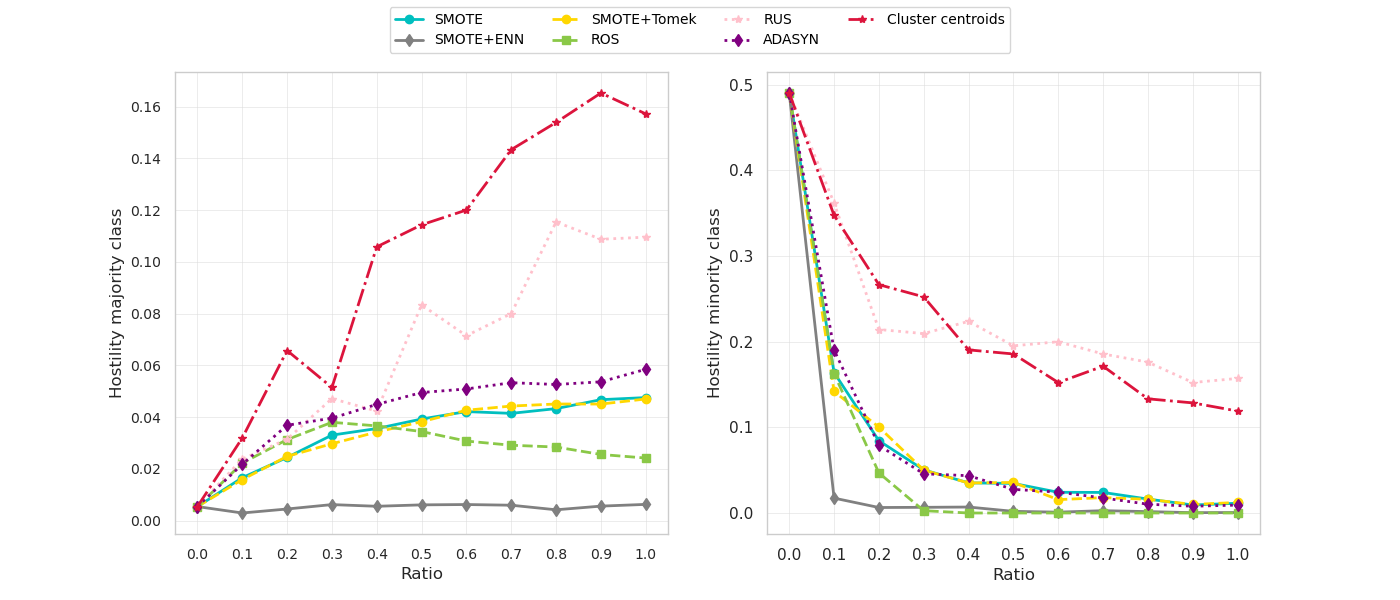 SMOTE
SMOTE+ENN
SMOTE+Tomek
ROS
RUS
ADASYN
Cluster centroids
Hostility majority class
0.16
0.14
0.12
0.10
0.08
0.06
0.04
0.02
0.00
0.0 0.1 0.2 0.3 0.4 0.5 0.6 0.7 0.8 0.9 1.0
Ratio
Hostility minority class
0.5
0.4
0.3
0.2
0.1
0.0
0.0 0.1 0.2 0.3 0.4 0.5 0.6 0.7 0.8 0.9 1.0
Ratio